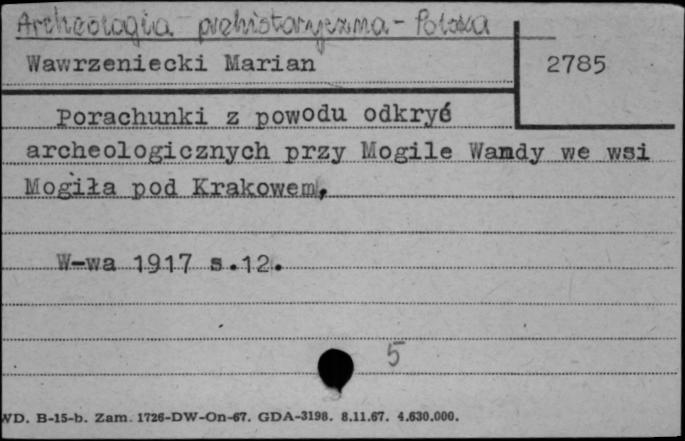 Archeologia prehistoryczna - Polska
Wawrzeniecki Marian
2785
Porachunki z powodu odkryć
archeologicznych przy Mogile Wandy we wsi
Mogiła pod Krakowem,
W-wa 1917 s.12.
5
WD. B-15-b. Zam. 1726-DW-On-67. GDA-3198. 8.11.67. 4.630.000.